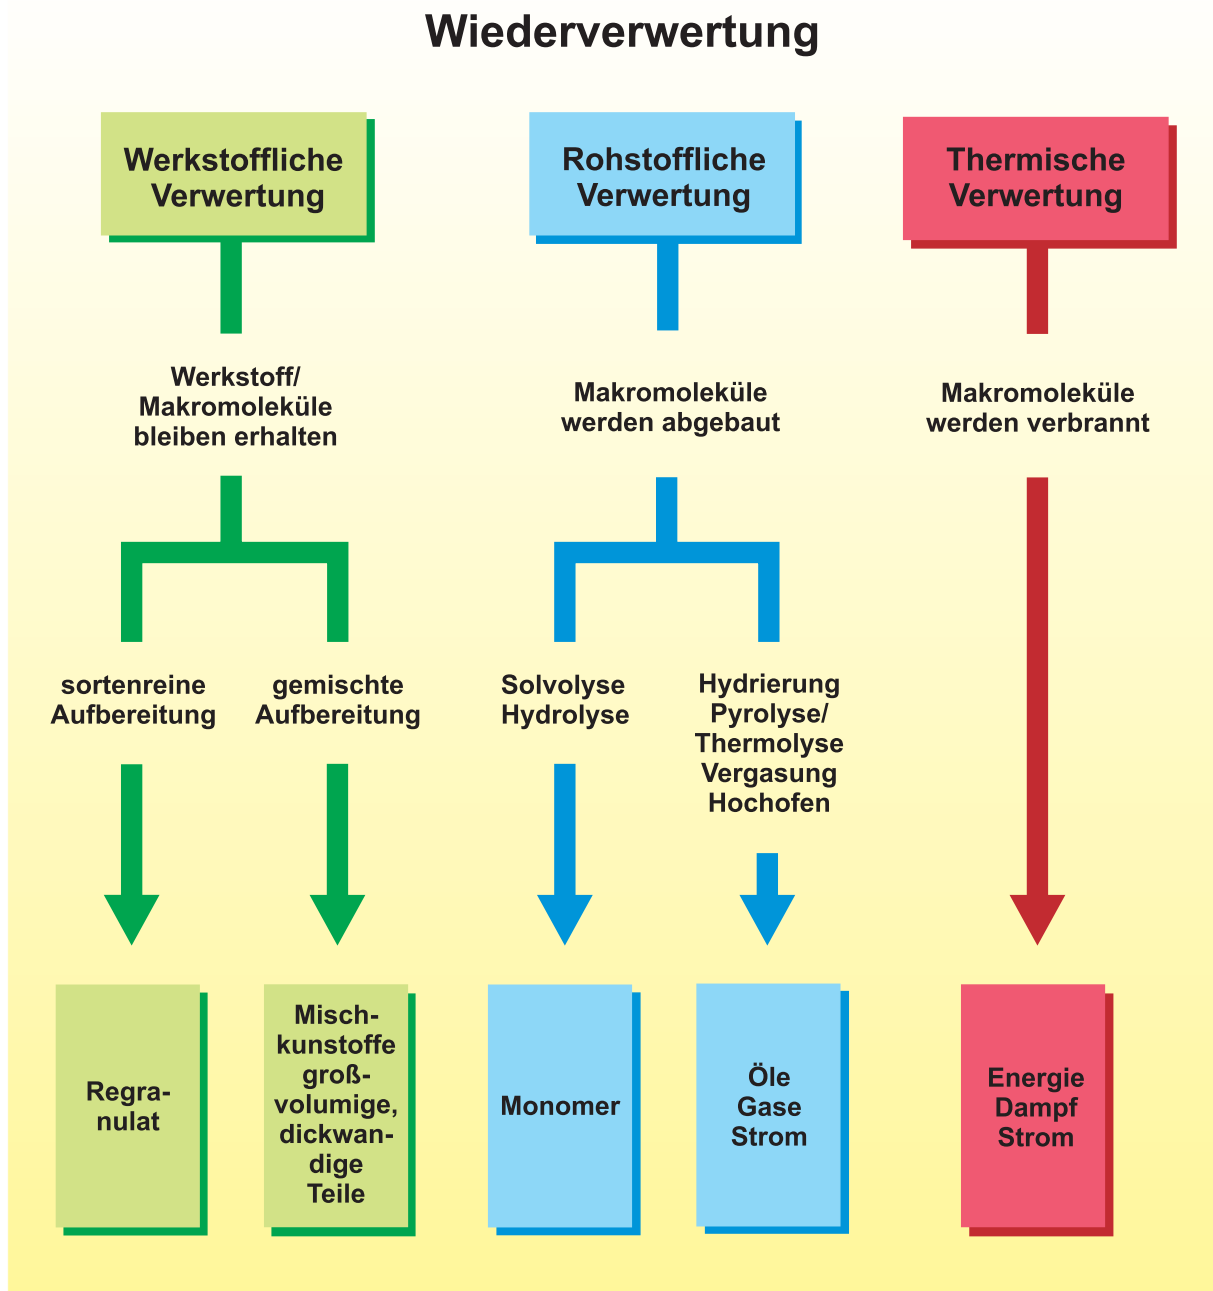 Wiederverwertung
Werkstoffliche
Verwertung
Rohstoffliche
Verwertung
Thermische
Verwertung
Werkstoff/
Makromoleküle
bleiben erhalten
Makromoleküle
werden abgebaut
Makromoleküle
werden verbrannt
sortenreine
Aufbereitung
gemischte
Aufbereitung
Solvolyse
Hydrolyse
Hydrierung
Pyrolyse/
Thermolyse
Vergasung
Hochofen
Regra-
nulat
Misch-
kunstoffe
groß-
volumige,
dickwan-
dige
Teile
Monomer
Öle
Gase
Strom
Energie
Dampf
Strom